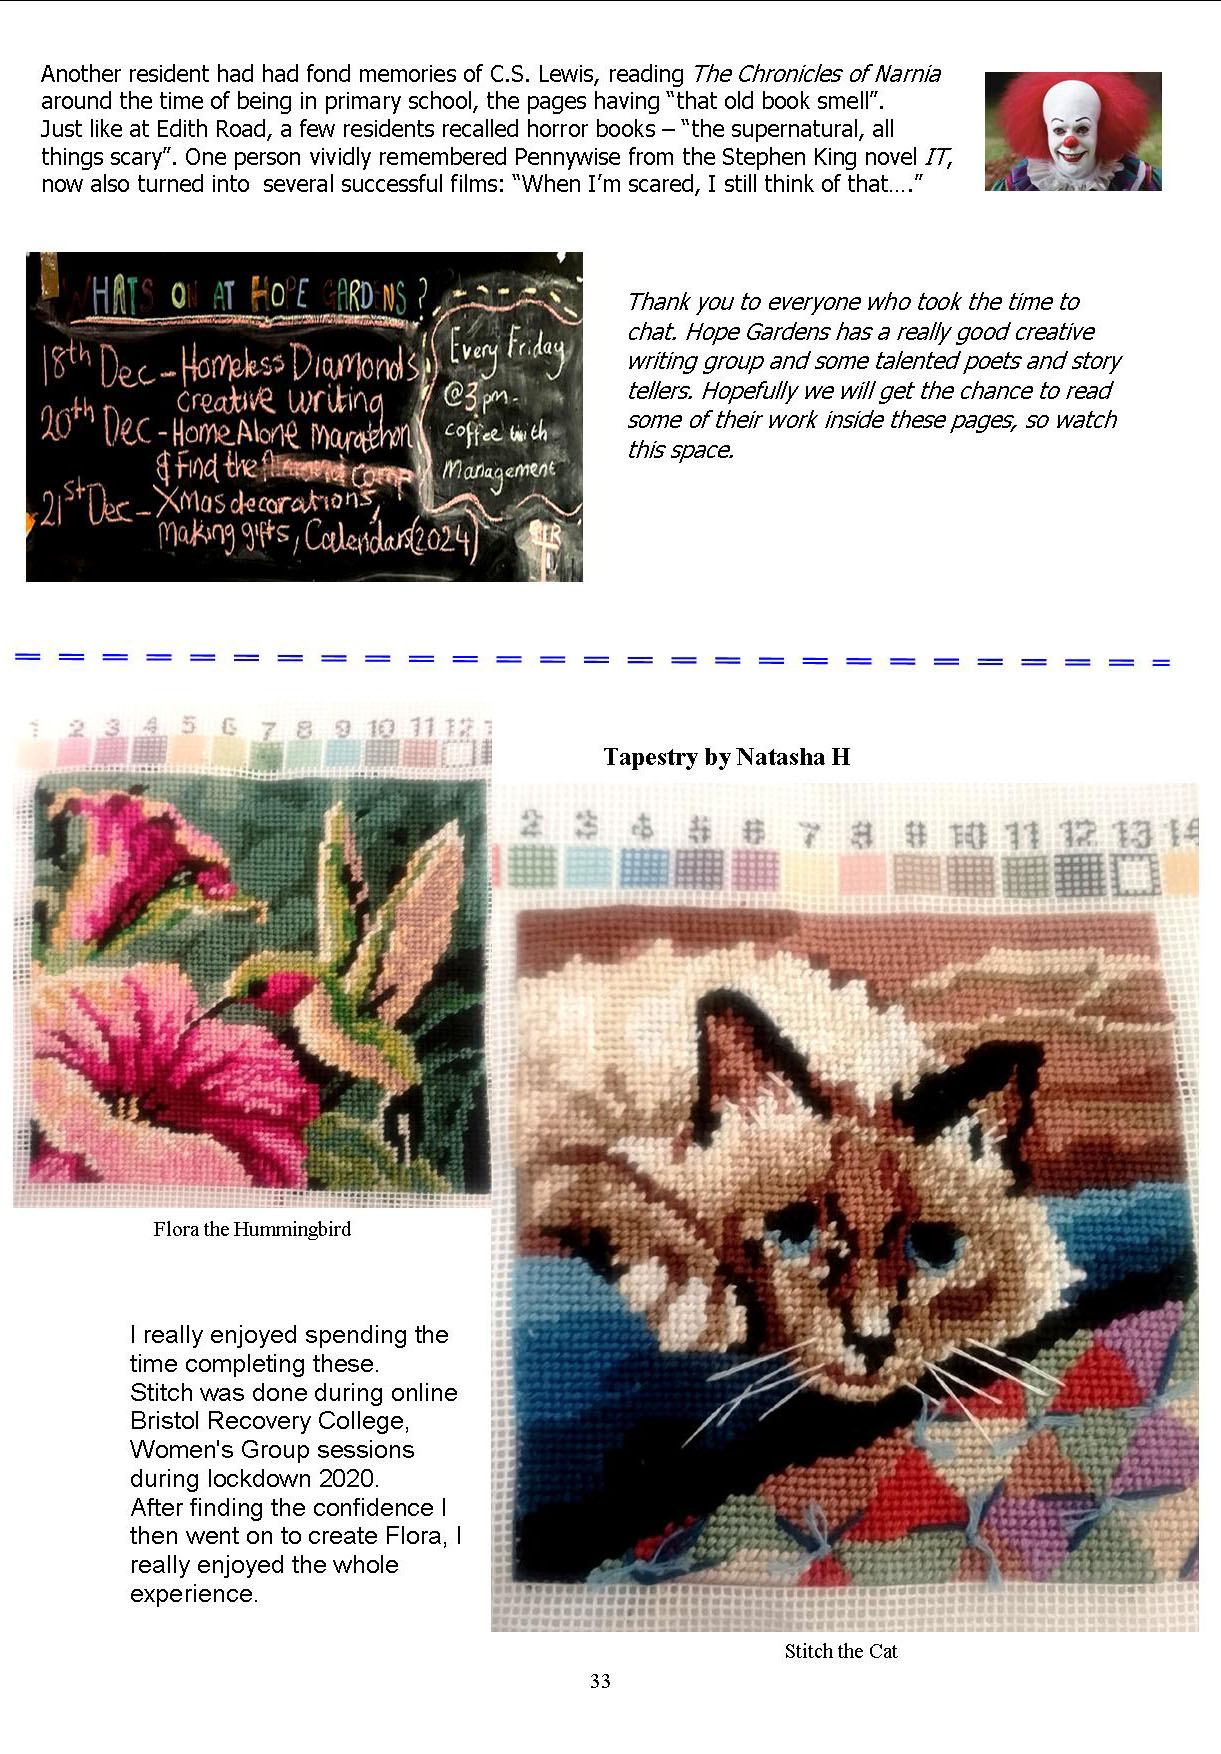 Another resident had had fond memories of C.S. Lewis, reading The Chronicles of Narnia
around the time of being in primary school, the pages having “that old book smell”.
Just like at Edith Road, a few residents recalled horror books – “the supernatural, all
things scary”. One person vividly remembered Pennywise from the Stephen King novel IT,
now also turned into  several successful films: “When I’m scared, I still think of that….”
WHATS ON AT HOPE GARDENS?
18th Dec - Homeless Diamonds
creative writing
20th Dec - Home Alone marathon
& Find the
21st Dec - Xmas decorations,
Making gifts, Calendars (2024)
Every Friday
@3pm-
coffee with
Management
Thank you to everyone who took the time to
chat. Hope Gardens has a really good creative
writing group and some talented poets and story
tellers. Hopefully we will get the chance to read
some of their work inside these pages, so watch
this space.
1 2 3 4 5 6 7 8 9 10 11 12
Tapestry by Natasha H
2 3 4 5 6 7 8 9 10 11 12 13 14
Flora the Hummingbird
I really enjoyed spending the
time completing these.
Stitch was done during online
Bristol Recovery College,
Women's Group sessions
during lockdown 2020.
After finding the confidence I
then went on to create Flora, I
really enjoyed the whole
experience.
Stitch the Cat
33